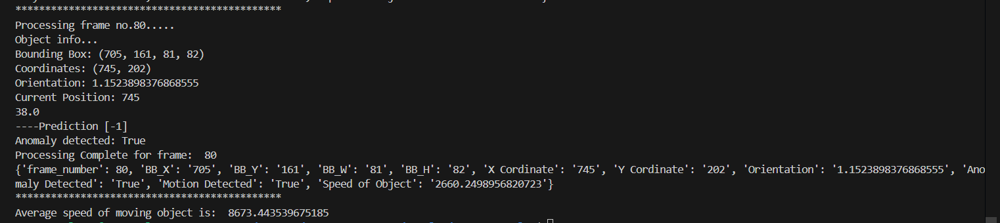 ********************************************
Processing frame no.80.....
Object info...
Bounding Box: (705, 161, 81, 82)
Coordinates: (745, 202)
Orientation: 1.1523898376868555
Current Position: 745
38.0
----Prediction [-1]
Anomaly detected: True
Processing Complete for frame:  80
{'frame_number': 80, 'BB_X': '705', 'BB_Y': '161', 'BB_W': '81', 'BB_H': '82', 'X Cordinate': '745', 'Y Cordinate': '202', 'Orientation': '1.1523898376868555', 'Ano
maly Detected': 'True', 'Motion Detected': 'True', 'Speed of Object': '2660.2498956820723'}
********************************************
Average speed of moving object is:  8673.443539675185